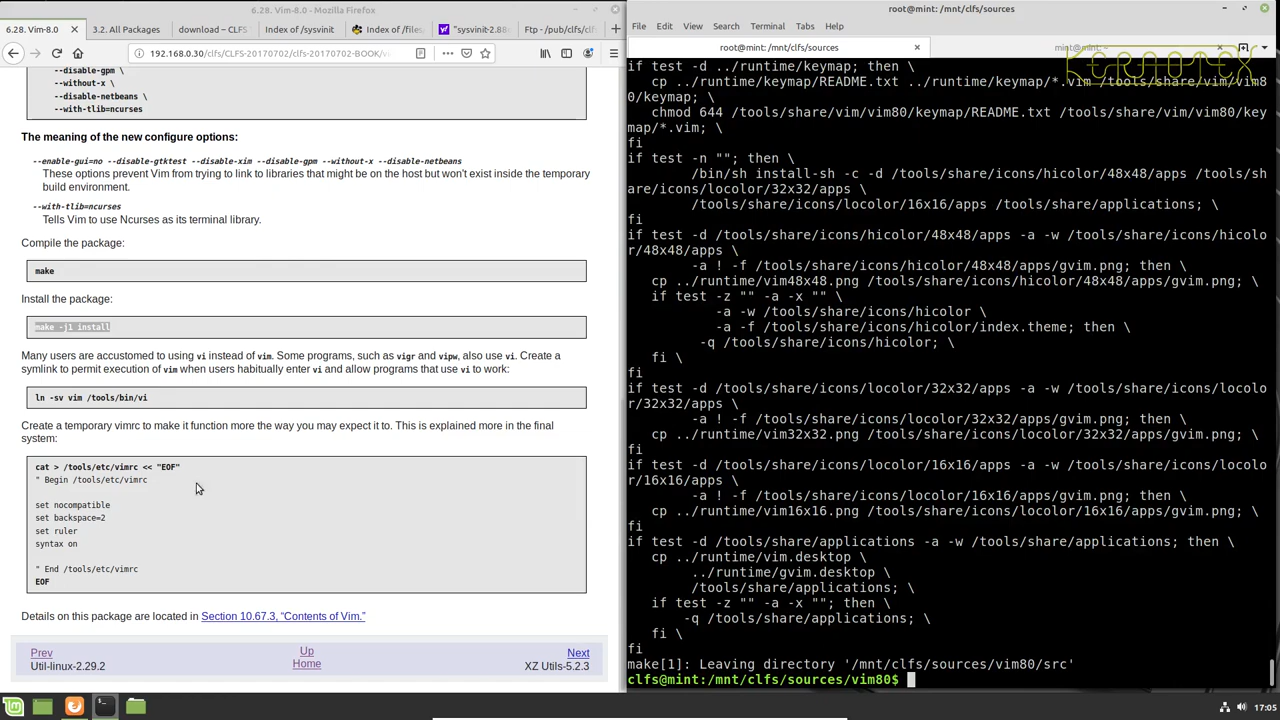 6.28. Vim-8.0 - Mozilla Firefox
6.28. Vim-8.0
3.2. All Packages
download – CLFS
Index of /sysvinit
Index of /files
"sysvinit-2.88
Ftp - /pub/clfs/c
192.168.0.30/clfs/CLFS-20170702/clfs-20170702-BOOK/v
--disable-gpm \
--without-x \
--disable-netbeans \
--with-tlib=ncurses
The meaning of the new configure options:
--enable-gui=no --disable-gtktest --disable-xim --disable-gpm --without-x --disable-netbeans
These options prevent Vim from trying to link to libraries that might be on the host but won't exist inside the temporary
build environment.
--with-tlib=ncurses
Tells Vim to use Ncurses as its terminal library.
Compile the package:
make
Install the package:
make -j1 install
Many users are accustomed to using vi instead of vim. Some programs, such as vigr and vipw, also use vi. Create a
symlink to permit execution of vim when users habitually enter vi and allow programs that use vi to work:
ln -sv vim /tools/bin/vi
Create a temporary vimrc to make it function more the way you may expect it to. This is explained more in the final
system:
cat > /tools/etc/vimrc << "EOF"
" Begin /tools/etc/vimrc
set nocompatible
set backspace=2
set ruler
syntax on
" End /tools/etc/vimrc
EOF
Details on this package are located in Section 10.67.3, “Contents of Vim.”
Prev
Up
Next
Util-linux-2.29.2
Home
XZ Utils-5.2.3
root@mint: /mnt/clfs/sources
File Edit View Search Terminal Tabs Help
root@mint: /mnt/clfs/sources
mint@mint: ~
KERAPTEX
if test -d ../runtime/keymap; then \
cp ../runtime/keymap/README.txt ../runtime/keymap/*.vim /tools/share/vim/vim8
0/keymap; \
chmod 644 /tools/share/vim/vim80/keymap/README.txt /tools/share/vim/vim80/key
map/*.vim; \
fi
if test -n ""; then \
/bin/sh install-sh -c -d /tools/share/icons/hicolor/48x48/apps /tools/sh
are/icons/locolor/32x32/apps \
/tools/share/icons/locolor/16x16/apps /tools/share/applications; \
fi
if test -d /tools/share/icons/hicolor/48x48/apps -a -w /tools/share/icons/hicolo
r/48x48/apps \
-a ! -f /tools/share/icons/hicolor/48x48/apps/gvim.png; then \
cp ../runtime/vim48x48.png /tools/share/icons/hicolor/48x48/apps/gvim.png; \
if test -z "" -a -x "" \
-a -w /tools/share/icons/hicolor \
-a -f /tools/share/icons/hicolor/index.theme; then \
-q /tools/share/icons/hicolor; \
fi \
fi
if test -d /tools/share/icons/locolor/32x32/apps -a -w /tools/share/icons/locolo
r/32x32/apps \
-a ! -f /tools/share/icons/locolor/32x32/apps/gvim.png; then \
cp ../runtime/vim32x32.png /tools/share/icons/locolor/32x32/apps/gvim.png; \
fi
if test -d /tools/share/icons/locolor/16x16/apps -a -w /tools/share/icons/locolo
r/16x16/apps \
-a ! -f /tools/share/icons/locolor/16x16/apps/gvim.png; then \
cp ../runtime/vim16x16.png /tools/share/icons/locolor/16x16/apps/gvim.png; \
fi
if test -d /tools/share/applications -a -w /tools/share/applications; then \
cp ../runtime/vim.desktop \
../runtime/gvim.desktop \
/tools/share/applications; \
if test -z "" -a -x ""; then \
-q /tools/share/applications; \
fi \
fi
make[1]: Leaving directory '/mnt/clfs/sources/vim80/src'
clfs@mint:/mnt/clfs/sources/vim80$
17:05